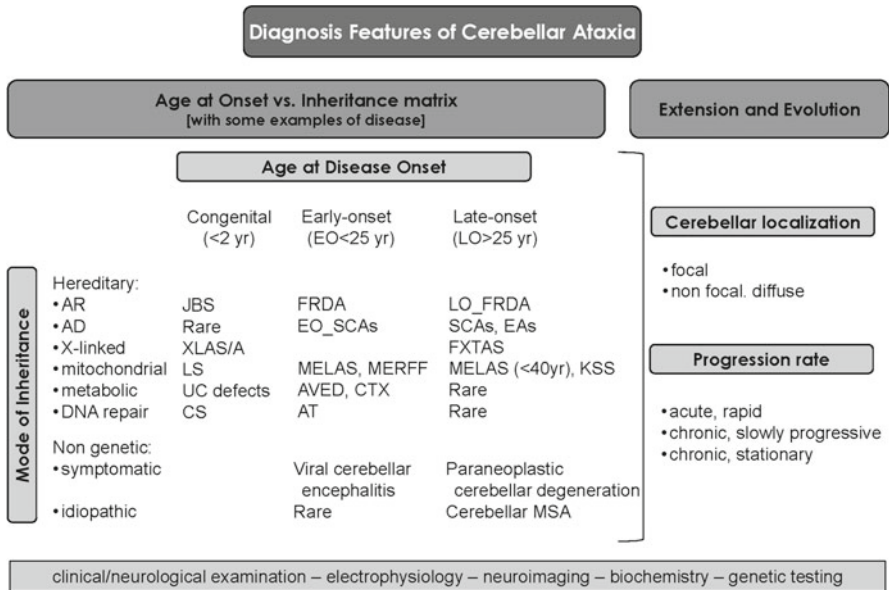 Diagnosis Features of Cerebellar Ataxia
Age at Onset vs. Inheritance matrix
[with some examples of disease]
Extension and Evolution
Age at Disease Onset
Congenital Early-onset Late-onset
(<2 yr) (EO<25 yr) (LO>25 yr)
Cerebellar localization
• focal
• non focal. diffuse
Mode of Inheritance
Hereditary:
• AR JBS FRDA LO_FRDA
• AD Rare EO_SCAs SCAs, EAs
• X-linked XLAS/A FXTAS
• mitochondrial LS MELAS, MERFF MELAS (<40yr), KSS
• metabolic UC defects AVED, CTX Rare
• DNA repair CS AT Rare
Non genetic:
• symptomatic Viral cerebellar Paraneoplastic
encephalitis cerebellar degeneration
• idiopathic Rare Cerebellar MSA
Progression rate
• acute, rapid
• chronic, slowly progressive
• chronic, stationary
clinical/neurological examination – electrophysiology – neuroimaging – biochemistry – genetic testing